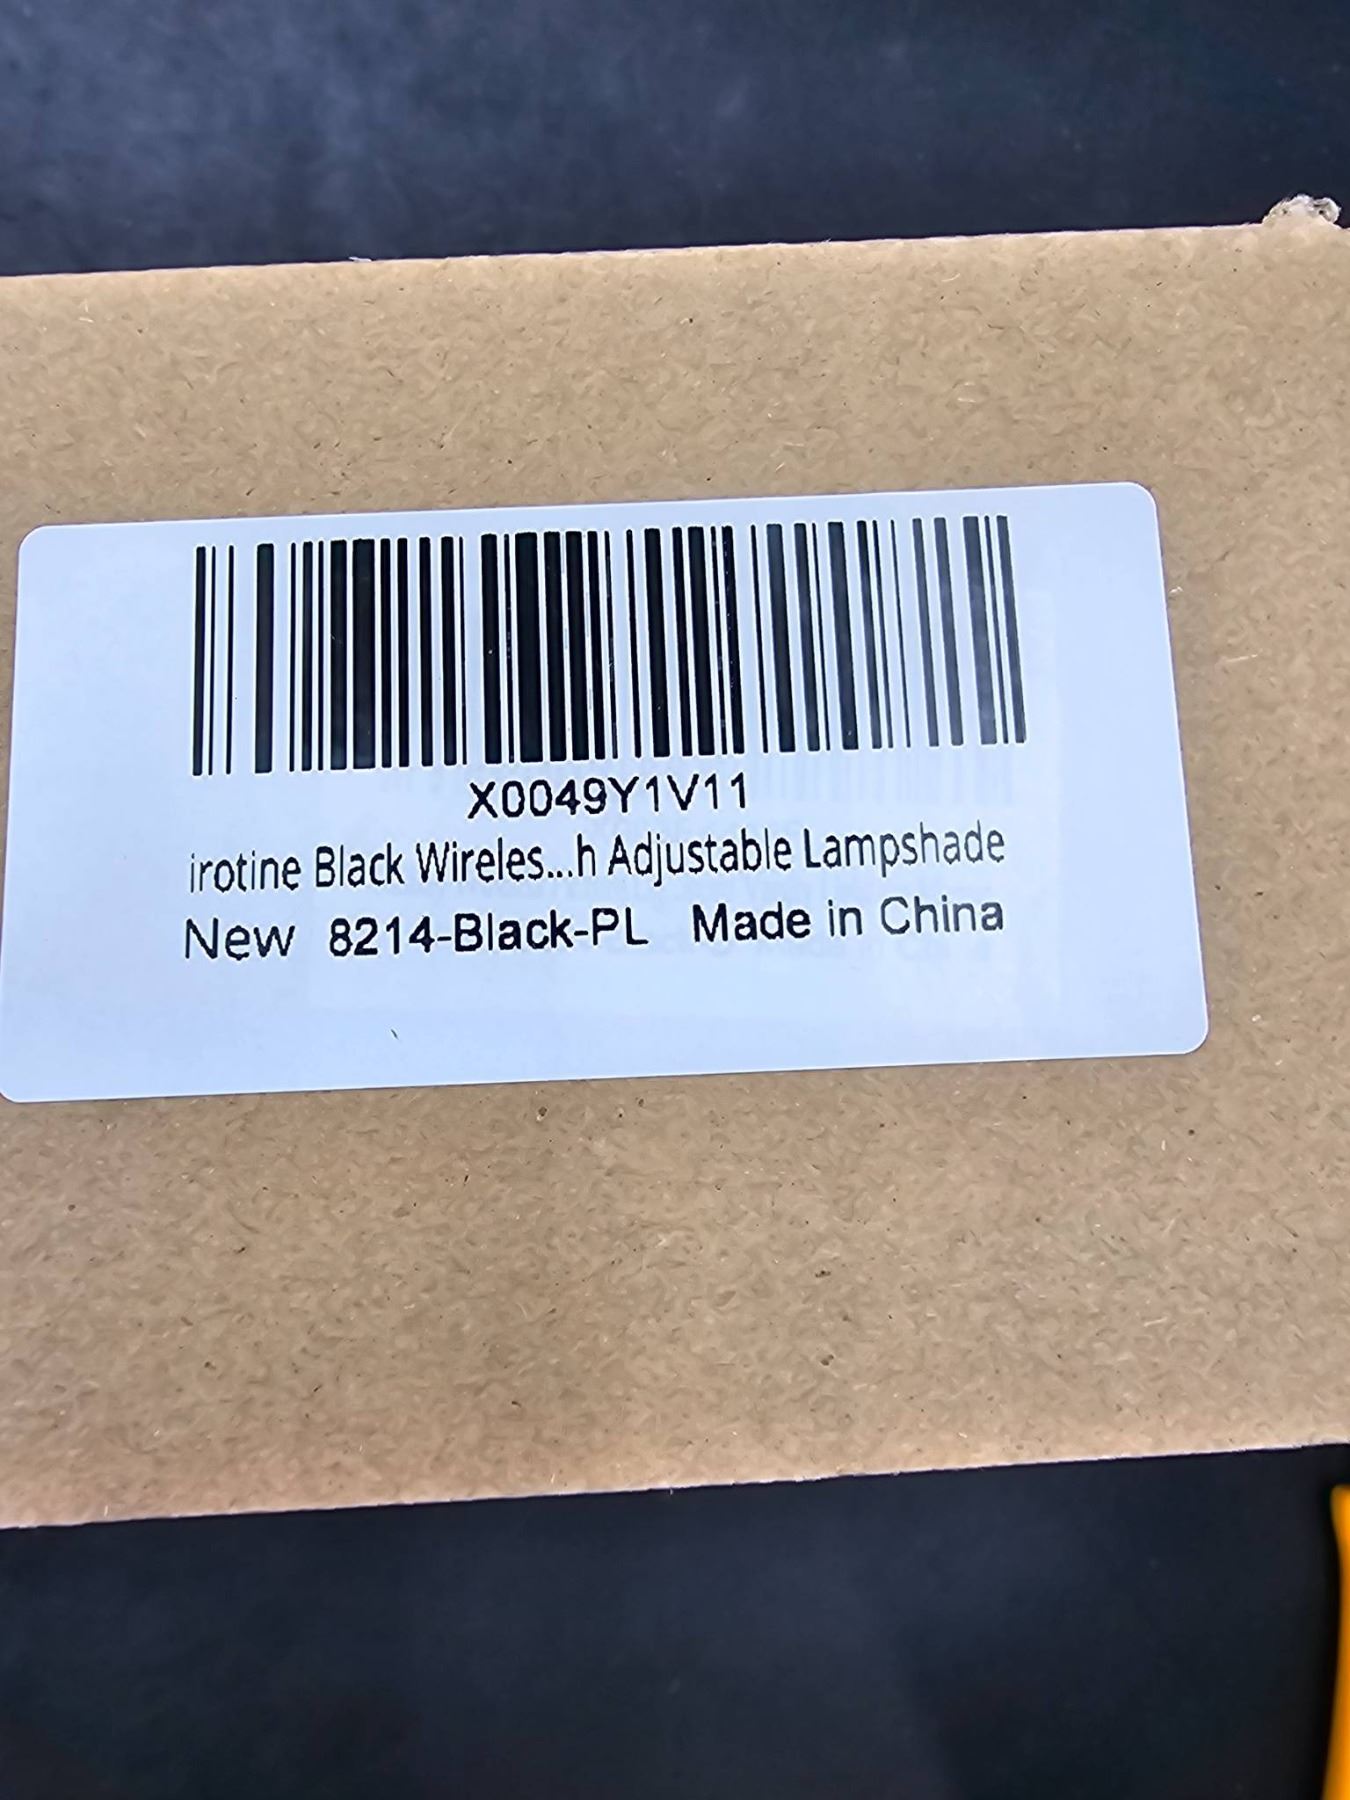 X0049Y1V11
irotine Black Wireles...h Adjustable Lampshade
New 8214-Black-PL Made in China